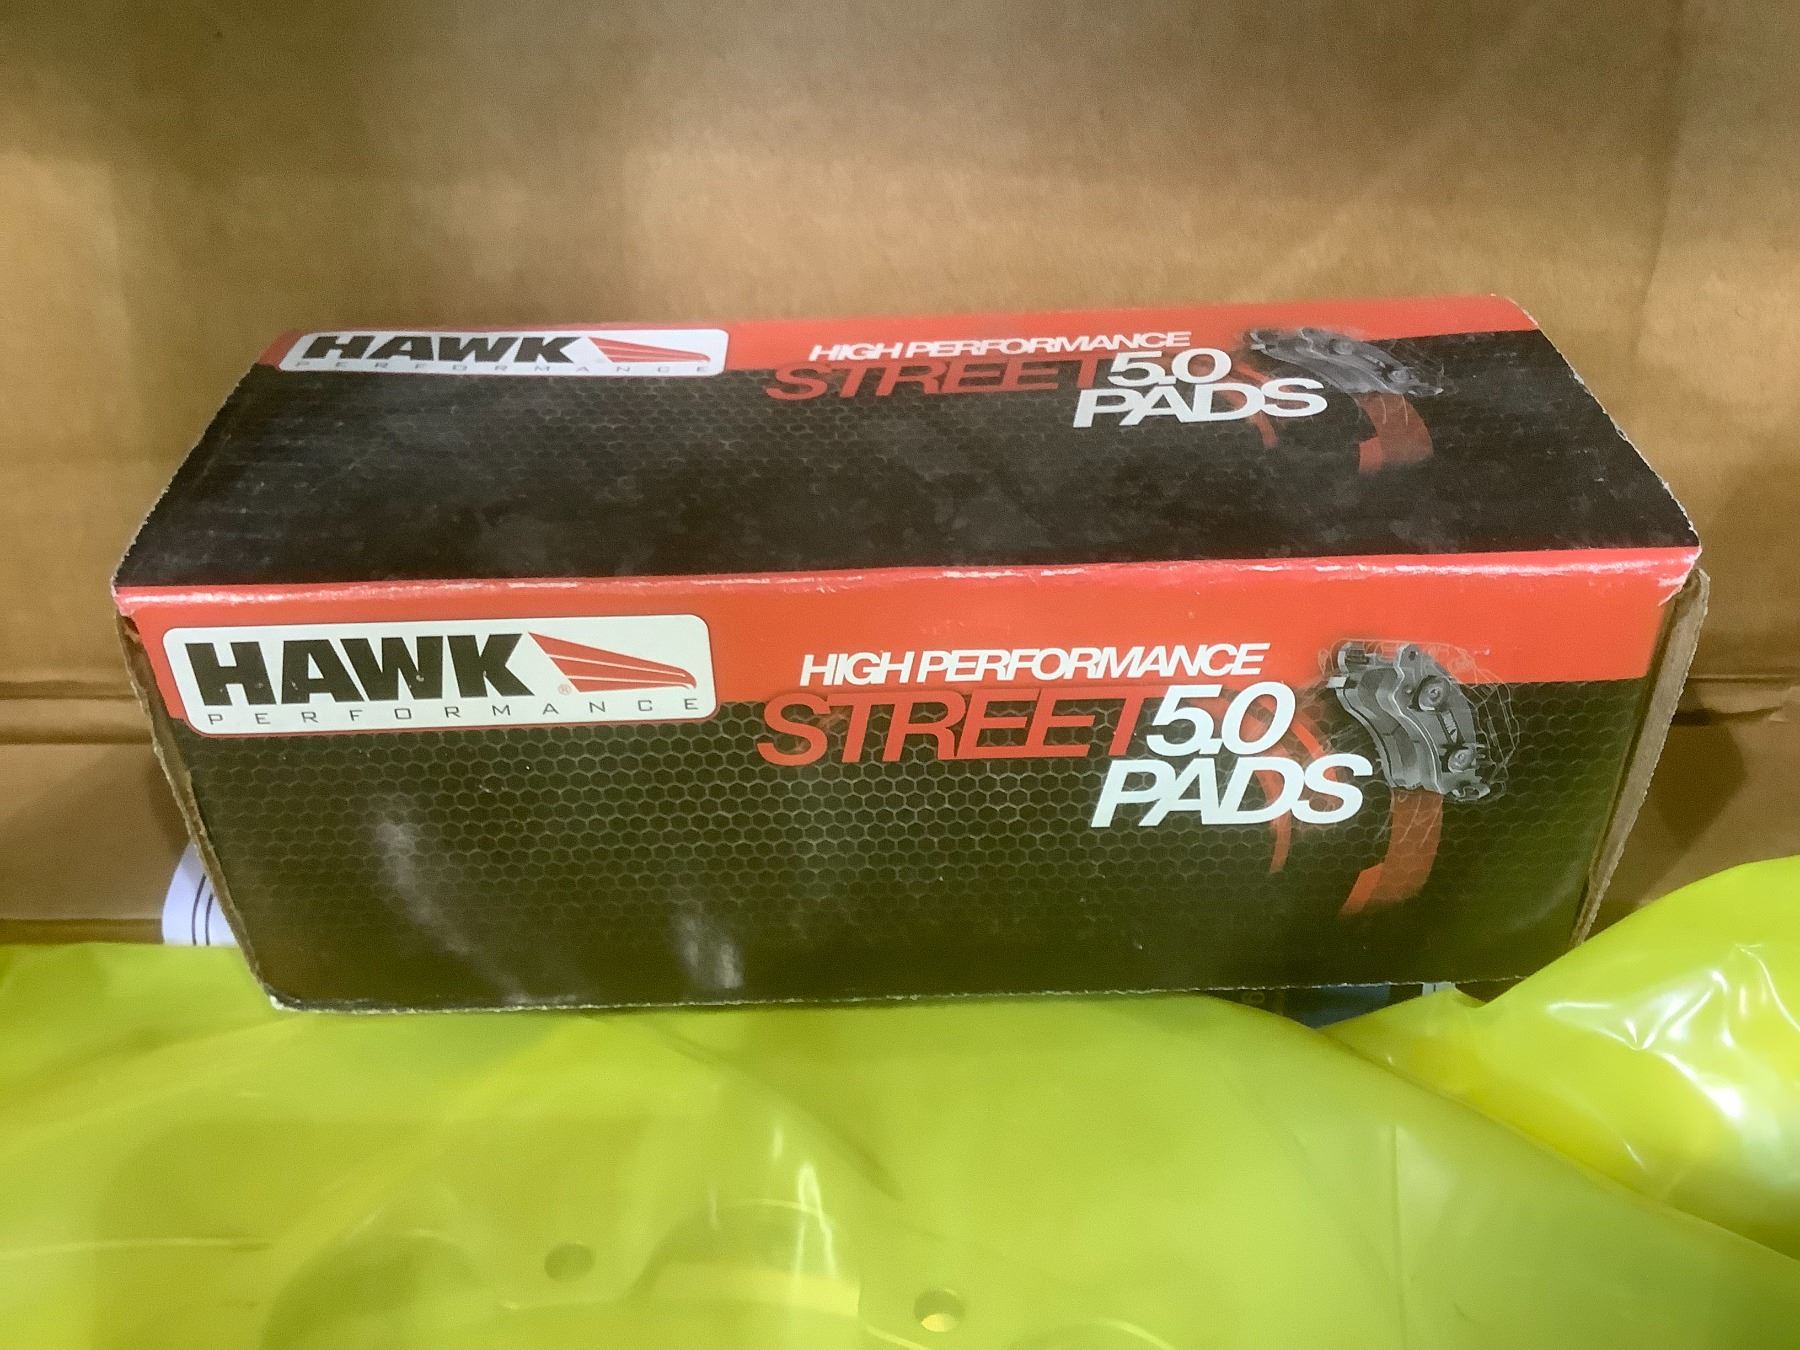 HAWK
PERFORMANCE
HIGH PERFORMANCE
STREET 5.0
PADS
HAWK®
PERFORMANCE
HIGH PERFORMANCE
STREET 5.0
PADS